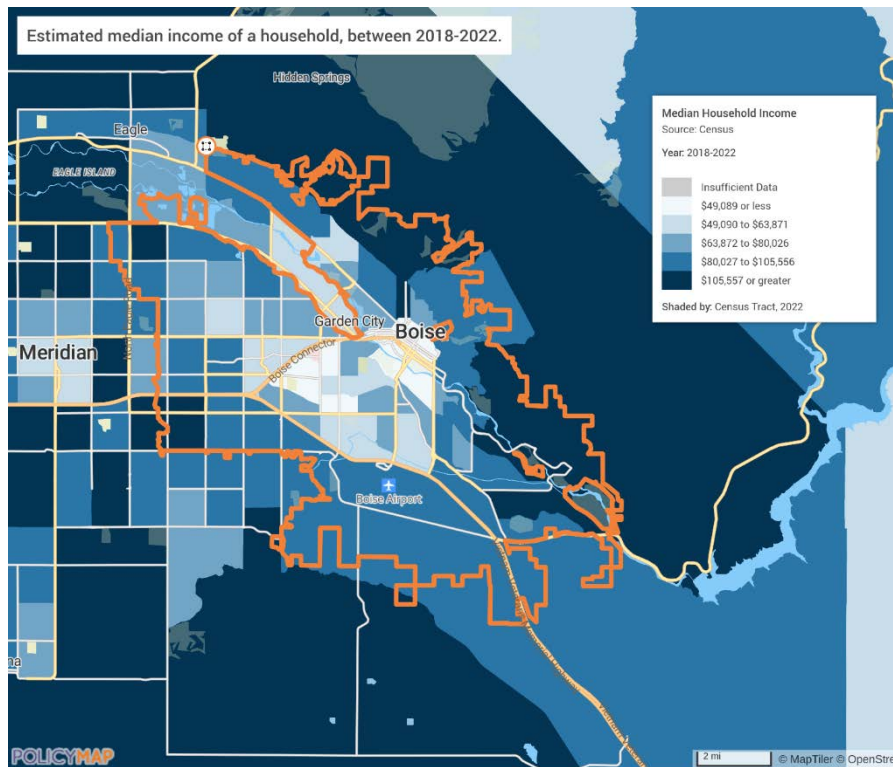 Estimated median income of a household, between 2018-2022.
Hidden Springs
Eagle
EAGLE ISLAND
Median Household Income
Source: Census
Year: 2018-2022
Insufficient Data
$49,089 or less
$49,090 to $63,871
$63,872 to $80,026
$80,027 to $105,556
$105,557 or greater
Shaded by: Census Tract, 2022
Garden City
Boise
Meridian
Boise Connector
Boise Airport
na
POLICYMAP
2 mi
© MapTiler © OpenStre